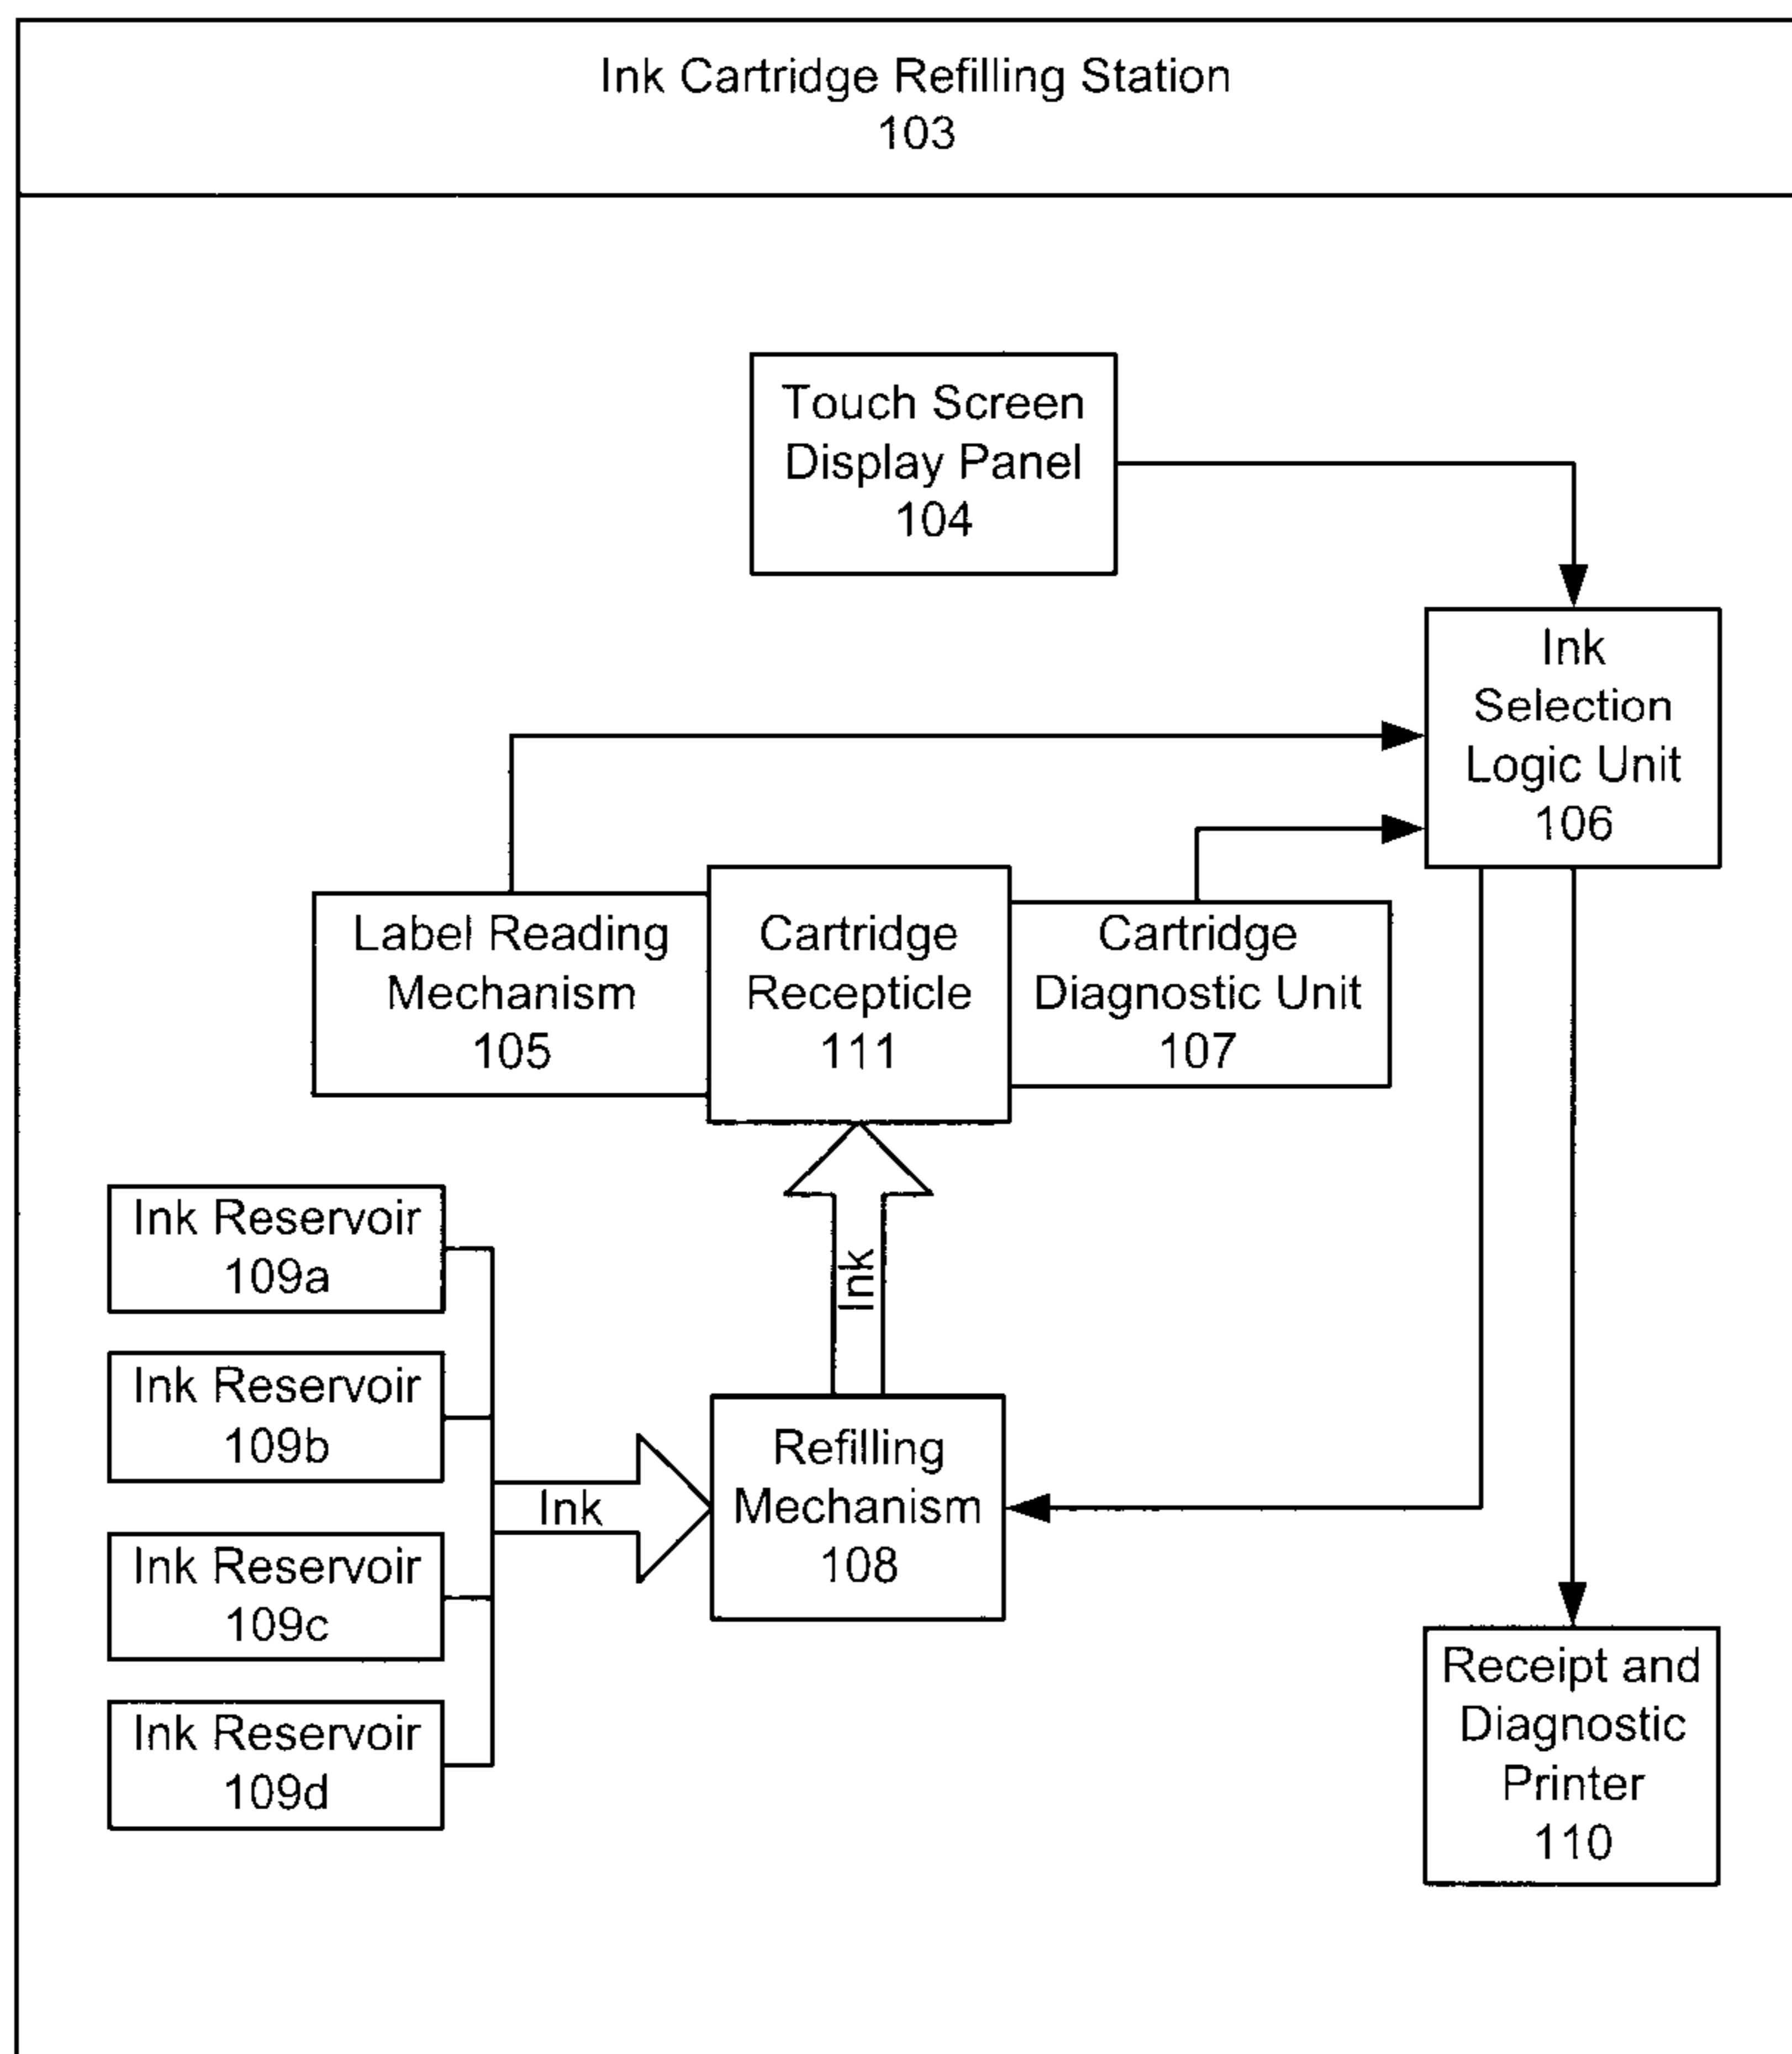 Ink Cartridge Refilling Station
103
Touch Screen
Display Panel
104
Ink
Selection
Logic Unit
106
Label Reading
Mechanism
105
Cartridge
Recepticle
111
Cartridge
Diagnostic Unit
107
Ink Reservoir
109a
Ink Reservoir
109b
Ink Reservoir
109c
Ink Reservoir
109d
Ink
Ink
Refilling
Mechanism
108
Receipt and
Diagnostic
Printer
110